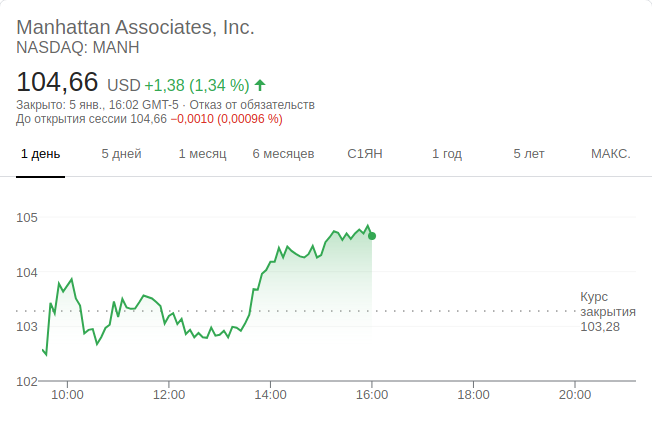 Manhattan Associates, Inc.
NASDAQ: MANH
104,66 USD +1,38 (1,34 %)
Закрыто: 5 янв., 16:02 GMT-5 · Отказ от обязательств
До открытия сессии 104,66 −0,0010 (0,00096 %)
1 день 5 дней 1 месяц 6 месяцев С1ЯН 1 год 5 лет МАКС.
105
104
103
102
Курс
закрытия
103,28
10:00 12:00 14:00 16:00 18:00 20:00